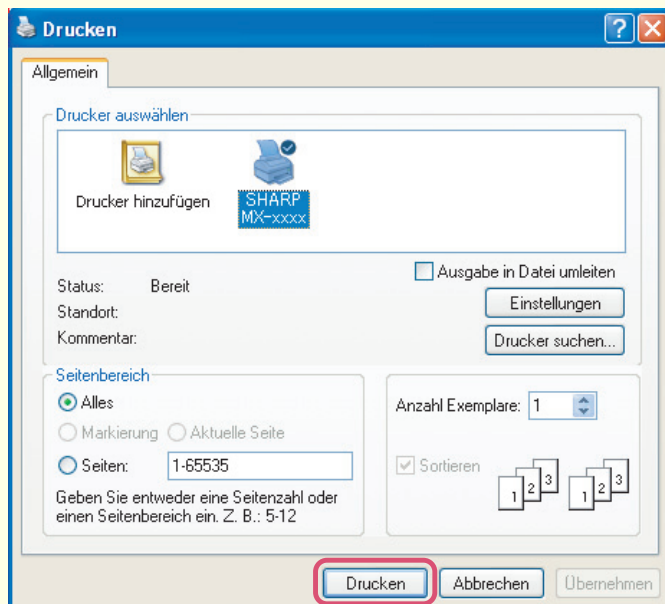 Drucken
Allgemein
Drucker auswählen
Drucker hinzufügen
SHARP
MX-xxxx
Status: Bereit
Standort:
Kommentar:
Ausgabe in Datei umleiten
Einstellungen
Drucker suchen...
Seitenbereich
Alles
Markierung Aktuelle Seite
Seiten: 1-65535
Geben Sie entweder eine Seitenzahl oder
einen Seitenbereich ein. Z. B.: 5-12
Anzahl Exemplare: 1
Sortieren
1 2 3 1 2 3
Drucken Abbrechen Übernehmen